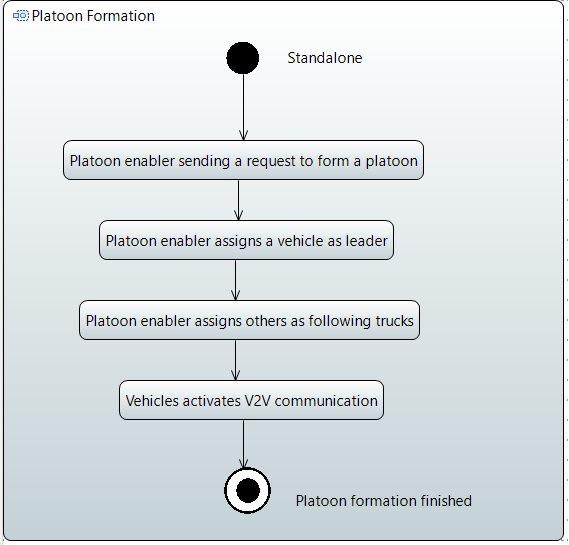 Platoon Formation
Standalone
Platoon enabler sending a request to form a platoon
Platoon enabler assigns a vehicle as leader
Platoon enabler assigns others as following trucks
Vehicles activates V2V communication
Platoon formation finished